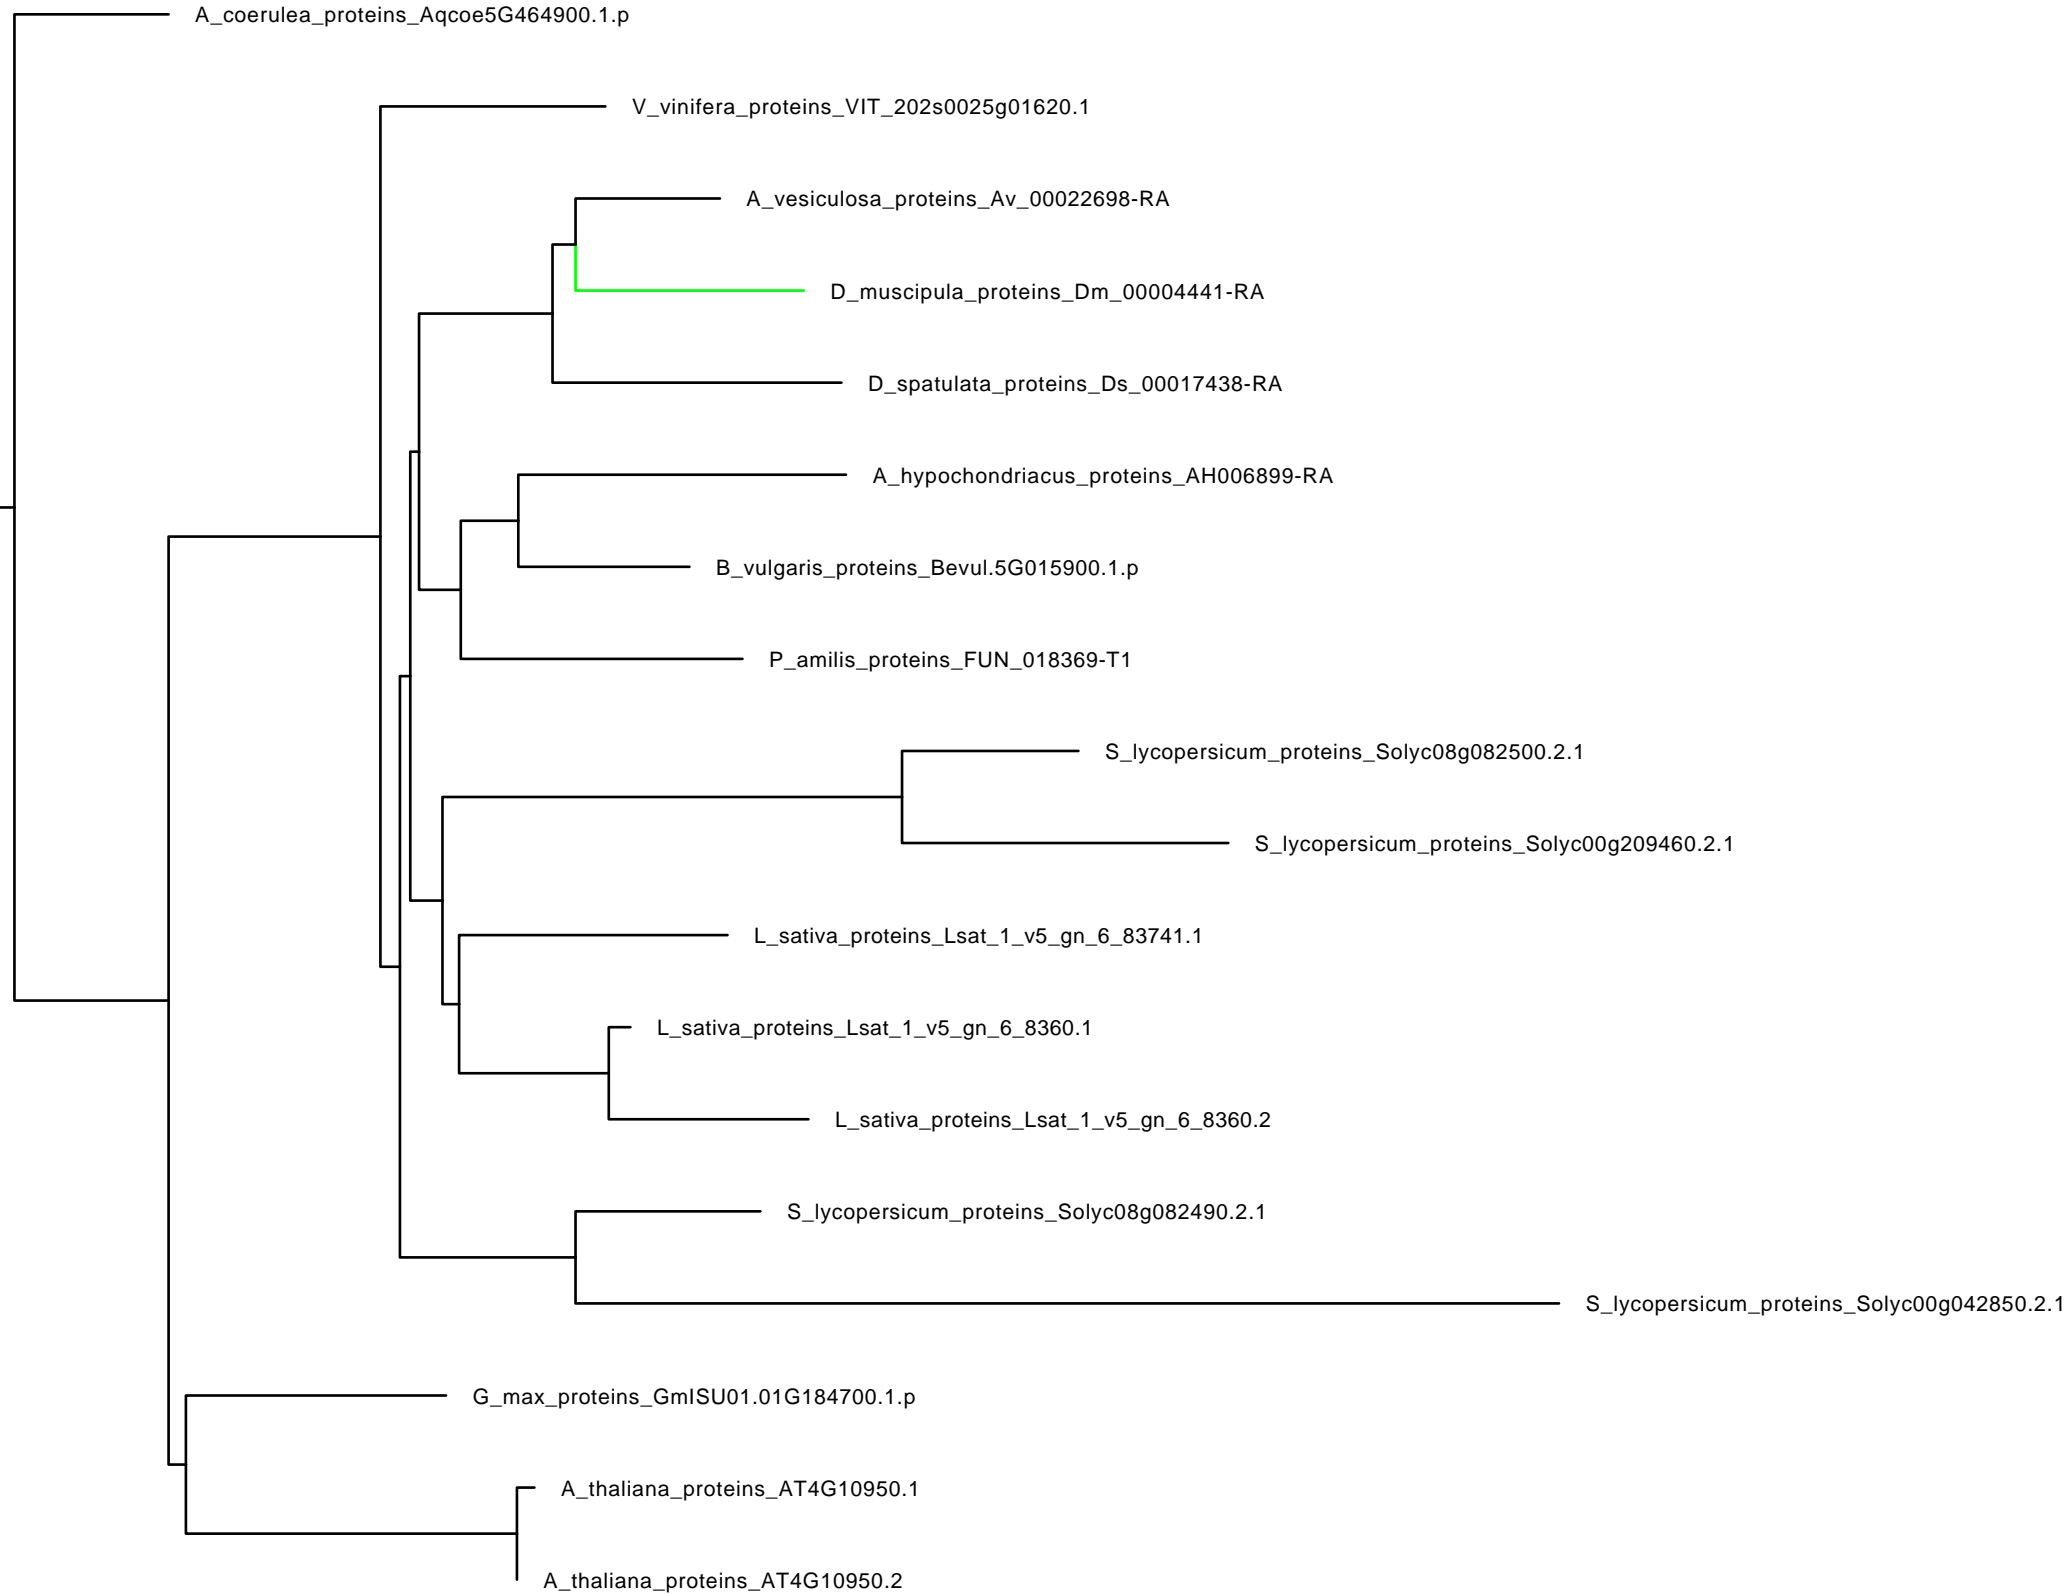 A_coerulea_proteins_Aqcoe5G464900.1.p
V_vinifera_proteins_VIT_202s0025g01620.1
A_vesiculosa_proteins_Av_00022698-RA
D_muscipula_proteins_Dm_00004441-RA
D_spatulata_proteins_Ds_00017438-RA
A_hypochondriacus_proteins_AH006899-RA
B_vulgaris_proteins_Bevul.5G015900.1.p
P_amilis_proteins_FUN_018369-T1
S_lycopersicum_proteins_Solyc08g082500.2.1
S_lycopersicum_proteins_Solyc00g209460.2.1
L_sativa_proteins_Lsat_1_v5_gn_6_83741.1
L_sativa_proteins_Lsat_1_v5_gn_6_8360.1
L_sativa_proteins_Lsat_1_v5_gn_6_8360.2
S_lycopersicum_proteins_Solyc08g082490.2.1
S_lycopersicum_proteins_Solyc00g042850.2.1
G_max_proteins_GmISU01.01G184700.1.p
A_thaliana_proteins_AT4G10950.1
A_thaliana_proteins_AT4G10950.2